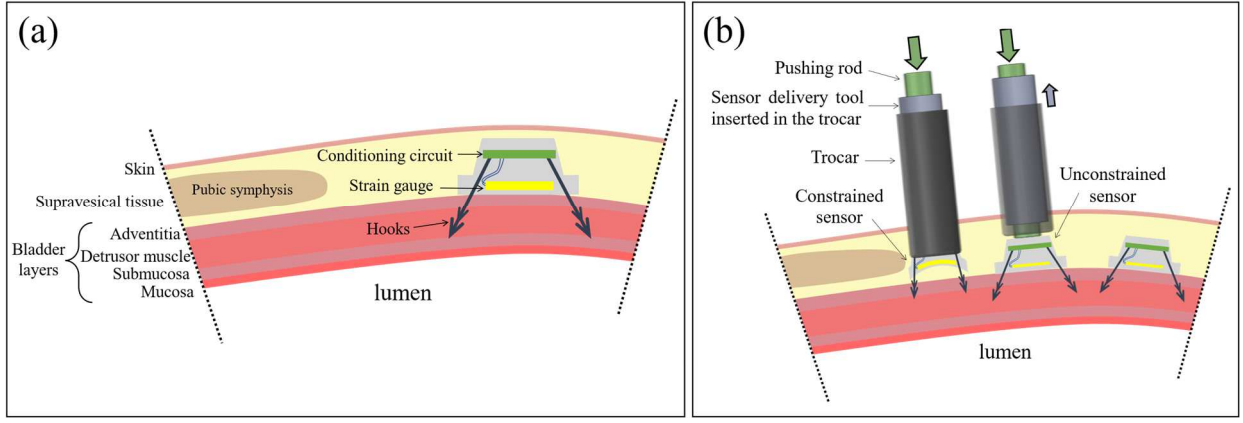 (a)
Skin
Pubic symphysis
Supravesical tissue
Bladder
layers
Adventitia
Detrusor muscle
Submucosa
Mucosa
Conditioning circuit
Strain gauge
Hooks
lumen
(b)
Pushing rod
Sensor delivery tool
inserted in the trocar
Trocar
Constrained
sensor
Unconstrained
sensor
lumen